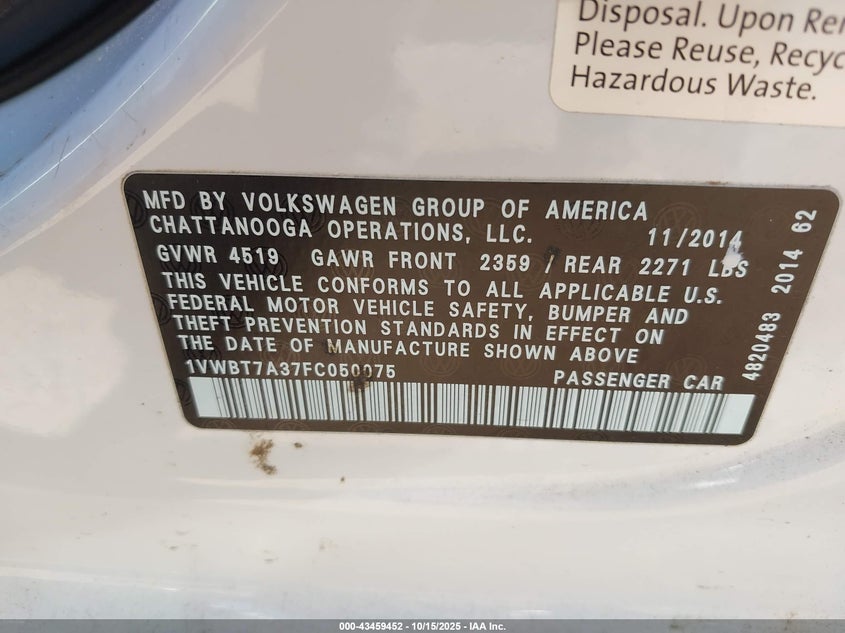 Disposal. Upon
Please Reuse,
Hazardous Waste.
MFD BY VOLKSWAGEN GROUP OF AMERICA
CHATTANOOGA OPERATIONS, LLC. 11/2014
GVWR 4519 GAWR FRONT 2359 / REAR 2271 LBS
THIS VEHICLE CONFORMS TO ALL APPLICABLE U.S.
FEDERAL MOTOR VEHICLE SAFETY, BUMPER AND
THEFT PREVENTION STANDARDS IN EFFECT ON
THE DATE OF MANUFACTURE SHOWN ABOVE
1VWBT7A37FC050075 PASSENGER CAR
4820483 2014 62
000-43459452 - 10/15/2025 - IAA Inc.